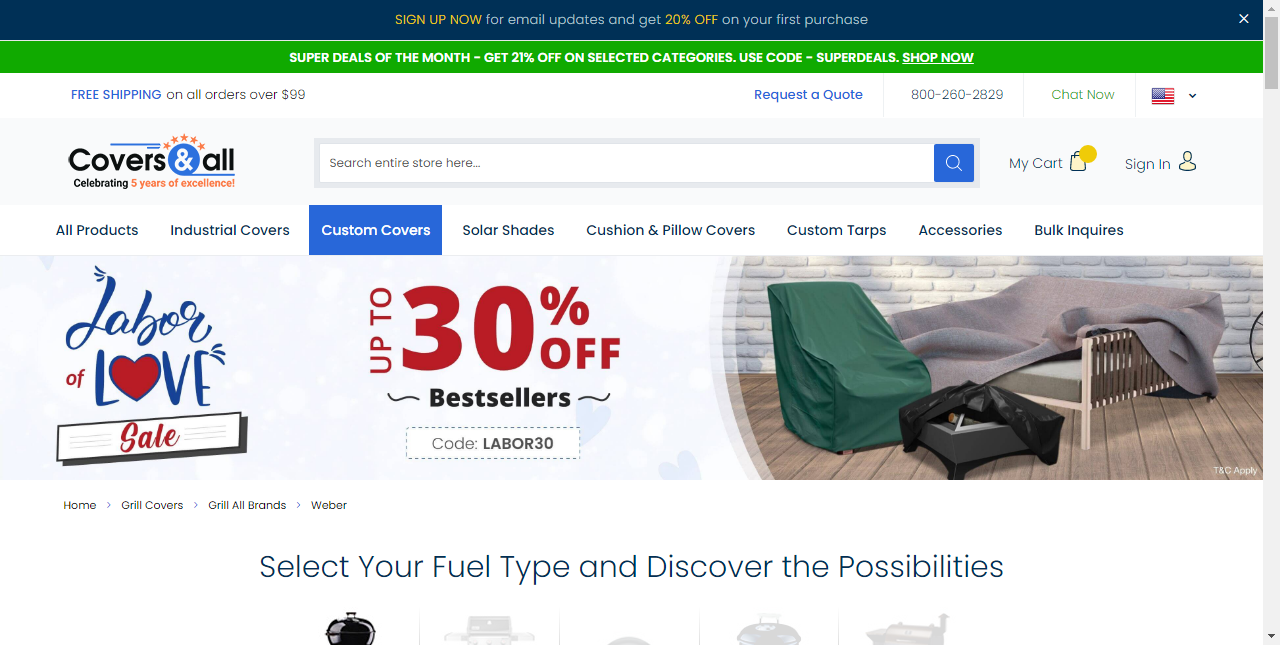 SIGN UP NOW for email updates and get 20% OFF on your first purchase
SUPER DEALS OF THE MONTH - GET 21% OFF ON SELECTED CATEGORIES. USE CODE - SUPERDEALS. SHOP NOW
FREE SHIPPING on all orders over $99
Request a Quote
800-260-2829
Chat Now
Covers&all
Celebrating 5 years of excellence!
Search entire store here...
My Cart
Sign In
All Products
Industrial Covers
Custom Covers
Solar Shades
Cushion & Pillow Covers
Custom Tarps
Accessories
Bulk Inquires
Labor
of LOVE
Sale
UP TO
30%
OFF
Bestsellers
Code: LABOR30
T&C Apply
Home > Grill Covers > Grill All Brands > Weber
Select Your Fuel Type and Discover the Possibilities